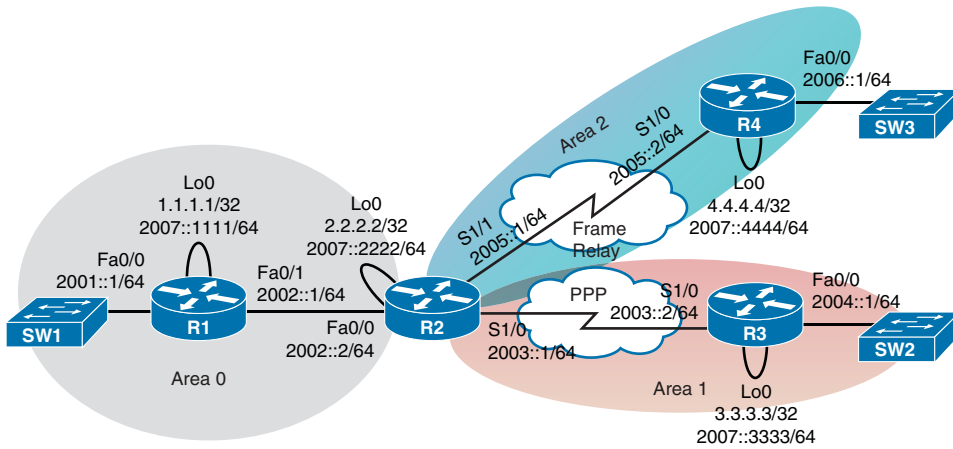 Fa0/0
2006::1/64
R4
SW3
Area 2
S1/0
2005::2/64
Lo0
4.4.4.4/32
2007::4444/64
Lo0
1.1.1.1/32
2007::1111/64
Lo0
2.2.2.2/32
2007::2222/64
S1/1
2005::1/64
Frame
Relay
Fa0/0
2001::1/64
Fa0/1
2002::1/64
SW1
R1
Fa0/0
2002::2/64
R2
Area 0
PPP
S1/0
2003::1/64
S1/0
2003::2/64
R3
Fa0/0
2004::1/64
SW2
Area 1
Lo0
3.3.3.3/32
2007::3333/64